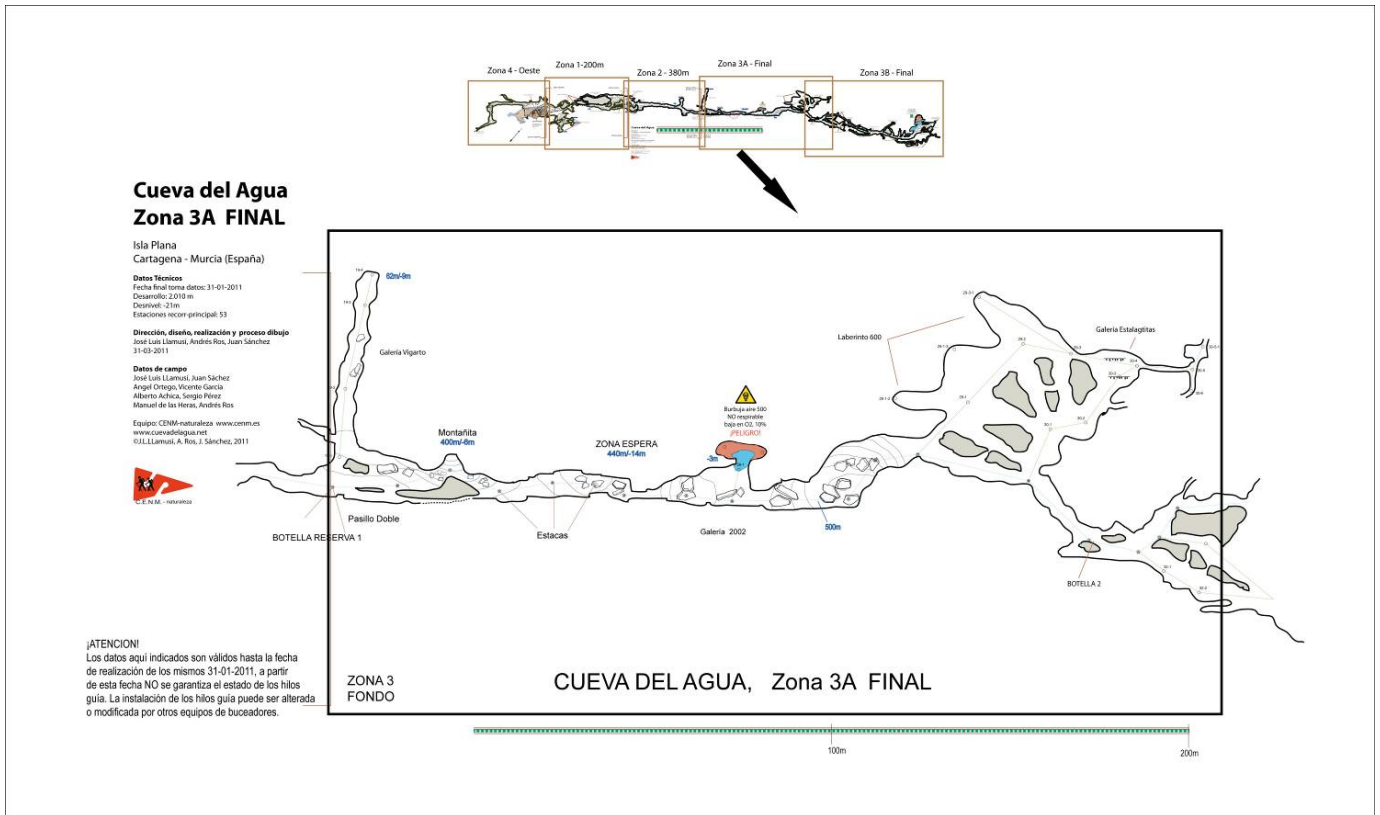 Zona 4 - Oeste
Zona 1-200m
Zona 2 - 380m
Zona 3A - Final
Zona 3B - Final
Cueva del Agua
Zona 3A FINAL
Isla Plana
Cartagena - Murcia (España)
Datos Técnicos
Fecha final toma datos: 31-01-2011
Desarrollo: 2.010 m
Desnivel: -21m
Estaciones recorr-principal: 53
Dirección, diseño, realización y proceso dibujo
José Luis Llamusi, Andrés Ros, Juan Sánchez
31-03-2011
Datos de campo
José Luis LLamusi, Juan Sáchez
Angel Ortego, Vicente García
Alberto Achica, Sergio Pérez
Manuel de las Heras, Andrés Ros
Equipo: CENM-naturaleza www.cenm.es
www.cuevadelagua.net
©J.L.LLamusi, A. Ros, J. Sánchez, 2011
C.E.N.M. - naturaleza
62m/-9m
Galería Vigarto
Montañita
400m/-6m
ZONA ESPERA
440m/-14m
Burbuja aire 500
NO respirable
baja en O2, 10%
¡PELIGRO!
-3m
Laberinto 600
Galería Estalagtitas
Pasillo Doble
BOTELLA RESERVA 1
Estacas
Galería 2002
500m
BOTELLA 2
¡ATENCION!
Los datos aquí indicados son válidos hasta la fecha
de realización de los mismos 31-01-2011, a partir
de esta fecha NO se garantiza el estado de los hilos
guía. La instalación de los hilos guía puede ser alterada
o modificada por otros equipos de buceadores.
ZONA 3
FONDO
CUEVA DEL AGUA, Zona 3A FINAL
100m
200m